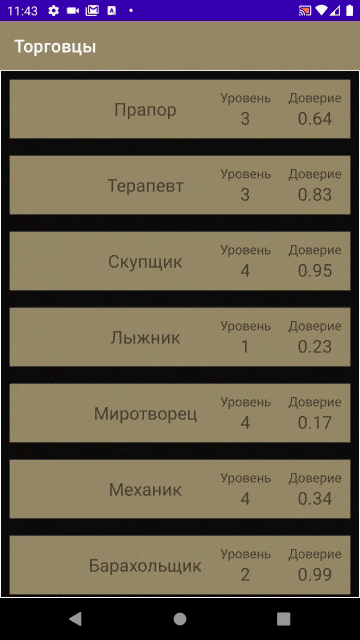 11:43
Торговцы
Уровень Доверие
Прапор 3 0.64
Уровень Доверие
Терапевт 3 0.83
Уровень Доверие
Скупщик 4 0.95
Уровень Доверие
Лыжник 1 0.23
Уровень Доверие
Миротворец 4 0.17
Уровень Доверие
Механик 4 0.34
Уровень Доверие
Барахольщик 2 0.99